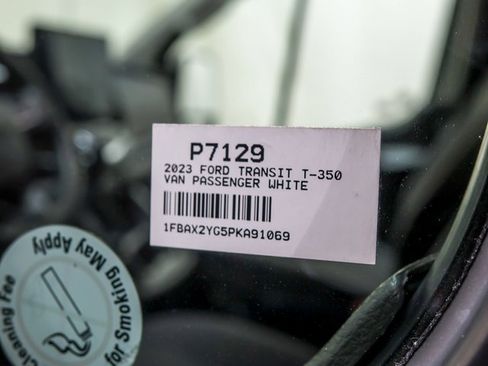 P7129
2023 FORD TRANSIT T-350
VAN PASSENGER WHITE
1FBAX2YG5PKA91069
Cleaning Fee
May Apply
for Smoking